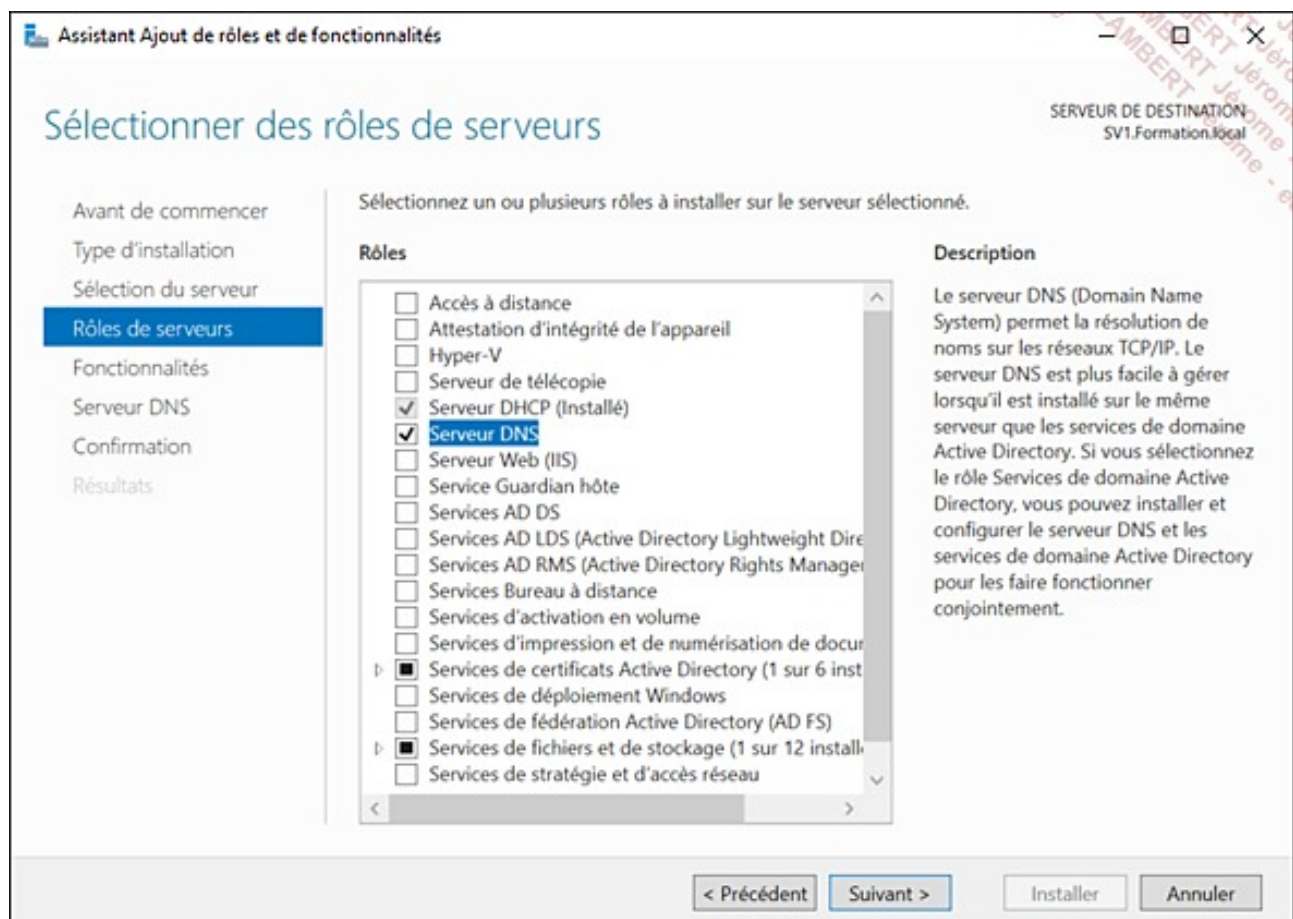 Assistant Ajout de rôles et de fonctionnalités
LAMBERT Jérôme
Sélectionner des rôles de serveurs
SERVEUR DE DESTINATION
SV1.Formation.local
Avant de commencer
Type d'installation
Sélection du serveur
Rôles de serveurs
Fonctionnalités
Serveur DNS
Confirmation
Résultats
Sélectionnez un ou plusieurs rôles à installer sur le serveur sélectionné.
Rôles
Accès à distance
Attestation d'intégrité de l'appareil
Hyper-V
Serveur de télécopie
Serveur DHCP (Installé)
Serveur DNS
Serveur Web (IIS)
Service Guardian hôte
Services AD DS
Services AD LDS (Active Directory Lightweight Dire
Services AD RMS (Active Directory Rights Manage
Services Bureau à distance
Services d'activation en volume
Services d'impression et de numérisation de docu
Services de certificats Active Directory (1 sur 6 inst
Services de déploiement Windows
Services de fédération Active Directory (AD FS)
Services de fichiers et de stockage (1 sur 12 install
Services de stratégie et d'accès réseau
Description
Le serveur DNS (Domain Name
System) permet la résolution de
noms sur les réseaux TCP/IP. Le
serveur DNS est plus facile à gérer
lorsqu'il est installé sur le même
serveur que les services de domaine
Active Directory. Si vous sélectionnez
le rôle Services de domaine Active
Directory, vous pouvez installer et
configurer le serveur DNS et les
services de domaine Active Directory
pour les faire fonctionner
conjointement.
< Précédent
Suivant >
Installer
Annuler